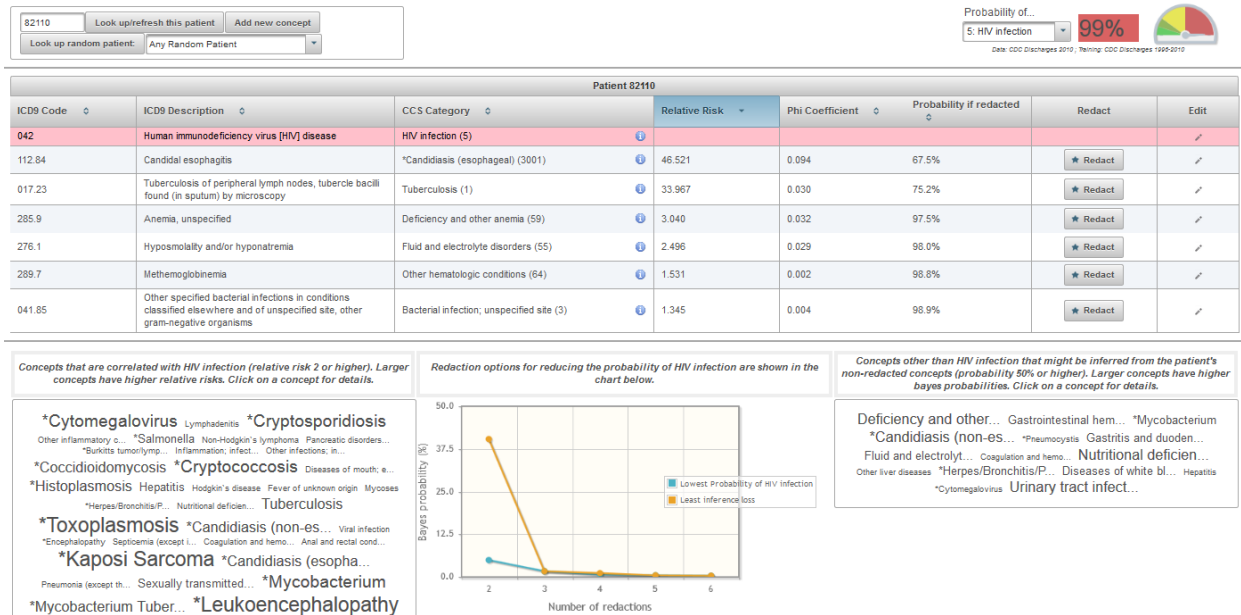 82110 Look up/refresh this patient Add new concept
Look up random patient: Any Random Patient
Probability of...
5: HIV infection 99%
Data: CDC Discharges 2010 ; Training: CDC Discharges 1996-2010
Patient 82110
ICD9 Code ICD9 Description CCS Category Relative Risk Phi Coefficient Probability if redacted Redact Edit
042 Human immunodeficiency virus [HIV] disease HIV infection (5)
112.84 Candidal esophagitis *Candidiasis (esophageal) (3001) 46.521 0.094 67.5% Redact
017.23 Tuberculosis of peripheral lymph nodes, tubercle bacilli
found (in sputum) by microscopy Tuberculosis (1) 33.967 0.030 75.2% Redact
285.9 Anemia, unspecified Deficiency and other anemia (59) 3.040 0.032 97.5% Redact
276.1 Hyposmolality and/or hyponatremia Fluid and electrolyte disorders (55) 2.496 0.029 98.0% Redact
289.7 Methemoglobinemia Other hematologic conditions (64) 1.531 0.002 98.8% Redact
041.85 Other specified bacterial infections in conditions
classified elsewhere and of unspecified site, other
gram-negative organisms Bacterial infection; unspecified site (3) 1.345 0.004 98.9% Redact
Concepts that are correlated with HIV infection (relative risk 2 or higher). Larger
concepts have higher relative risks. Click on a concept for details.
*Cytomegalovirus Lymphadenitis *Cryptosporidiosis
Other inflammatory c... *Salmonella Non-Hodgkin's lymphoma Pancreatic disorders...
*Burkitts tumor/lymp... Inflammation; infect... Other infections; in...
*Coccidioidomycosis *Cryptococcosis Diseases of mouth; e...
*Histoplasmosis Hepatitis Hodgkin's disease Fever of unknown origin Mycoses
*Herpes/Bronchitis/P... Nutritional deficien... Tuberculosis
*Toxoplasmosis *Candidiasis (non-es... Viral infection
*Encephalopathy Septicemia (except i... Coagulation and hemo... Anal and rectal cond...
*Kaposi Sarcoma *Candidiasis (esopha...
Pneumonia (except th... Sexually transmitted... *Mycobacterium
*Mycobacterium Tuber... *Leukoencephalopathy
Redaction options for reducing the probability of HIV infection are shown in the
chart below.
Bayes probability (%)
50.0
37.5
25.0
12.5
0.0
Lowest Probability of HIV infection
Least inference loss
2 3 4 5 6
Number of redactions
Concepts other than HIV infection that might be inferred from the patient's
non-redacted concepts (probability 50% or higher). Larger concepts have higher
bayes probabilities. Click on a concept for details.
Deficiency and other... Gastrointestinal hem... *Mycobacterium
*Candidiasis (non-es... *Pneumocystis Gastritis and duoden...
Fluid and electrolyt... Coagulation and hemo... Nutritional deficien...
Other liver diseases *Herpes/Bronchitis/P... Diseases of white bl... Hepatitis
*Cytomegalovirus Urinary tract infect...